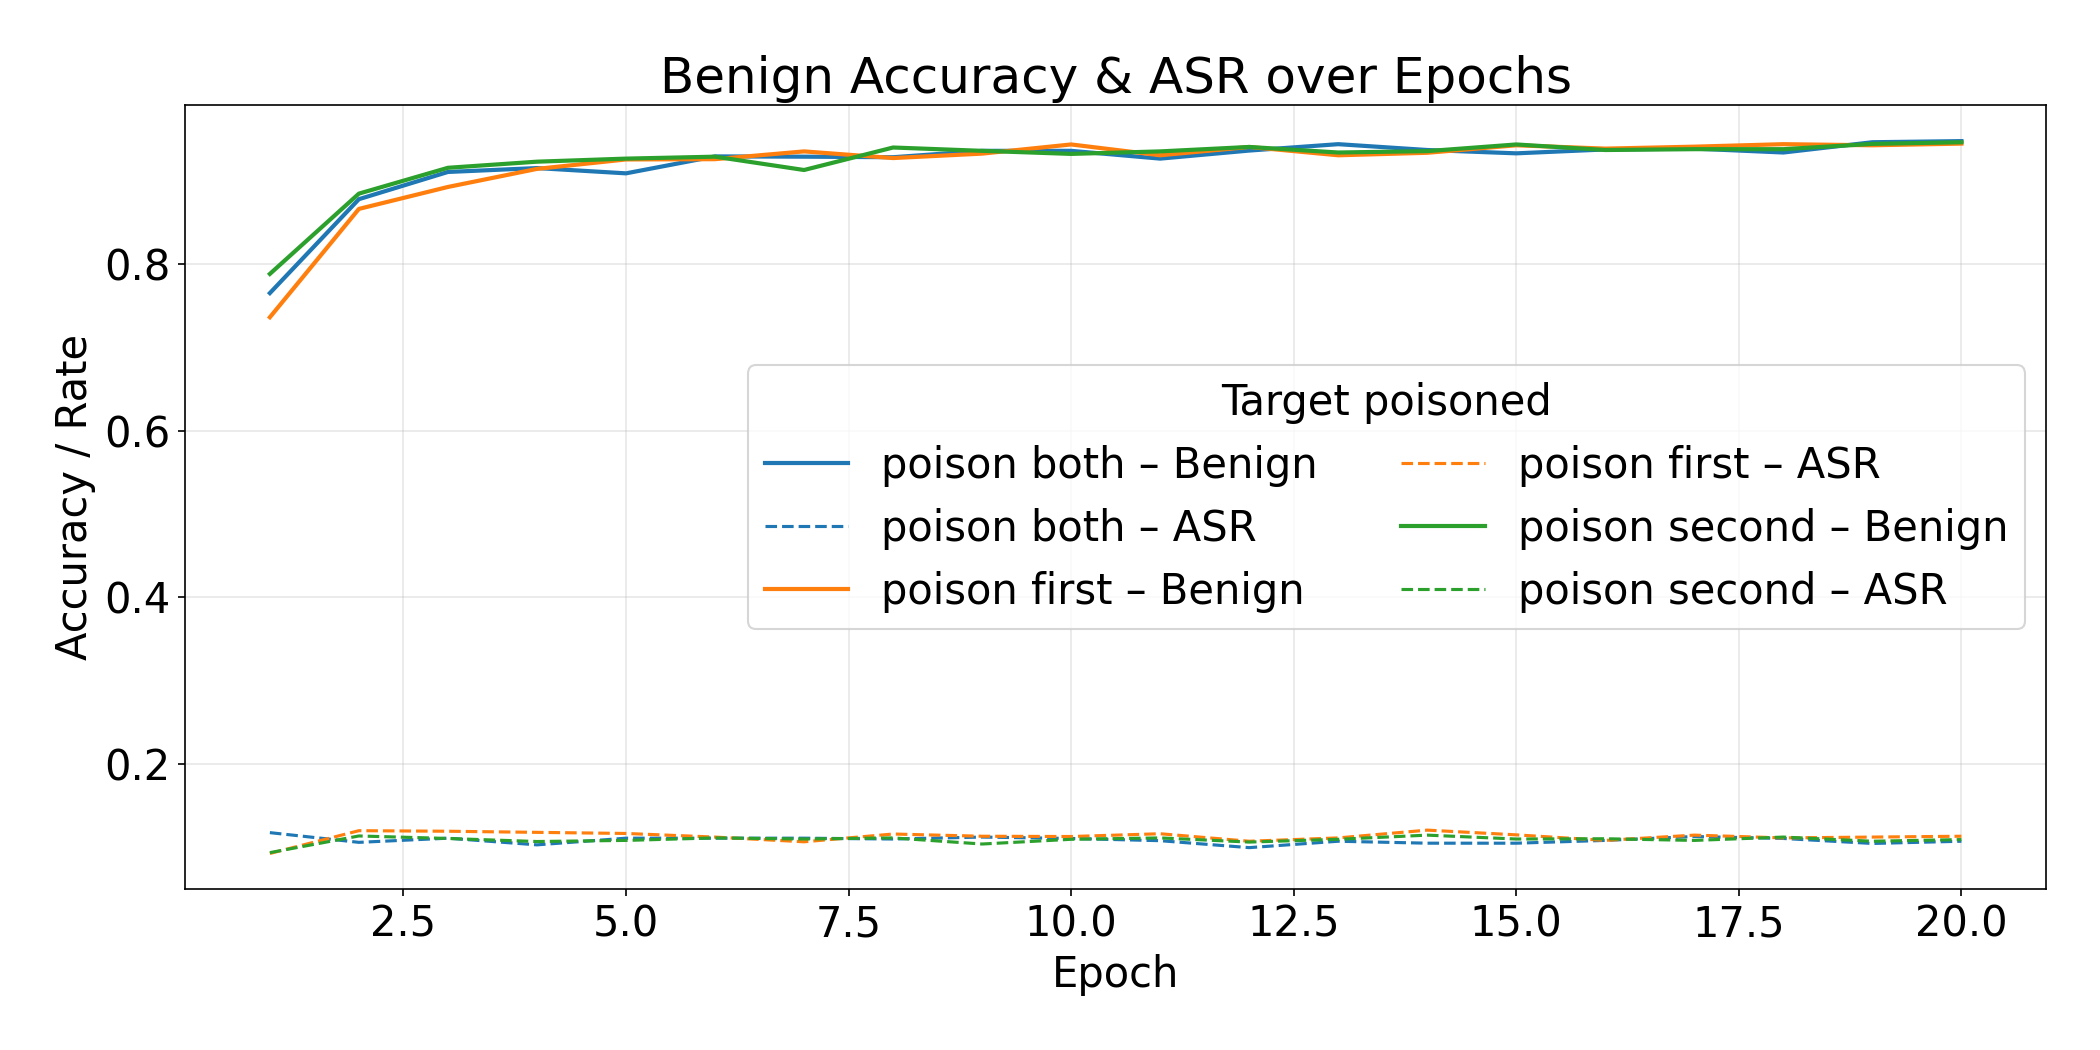 Benign Accuracy & ASR over Epochs
Accuracy / Rate
0.8
0.6
0.4
0.2
Target poisoned
poison both – Benign
poison both – ASR
poison first – Benign
poison first – ASR
poison second – Benign
poison second – ASR
2.5 5.0 7.5 10.0 12.5 15.0 17.5 20.0
Epoch